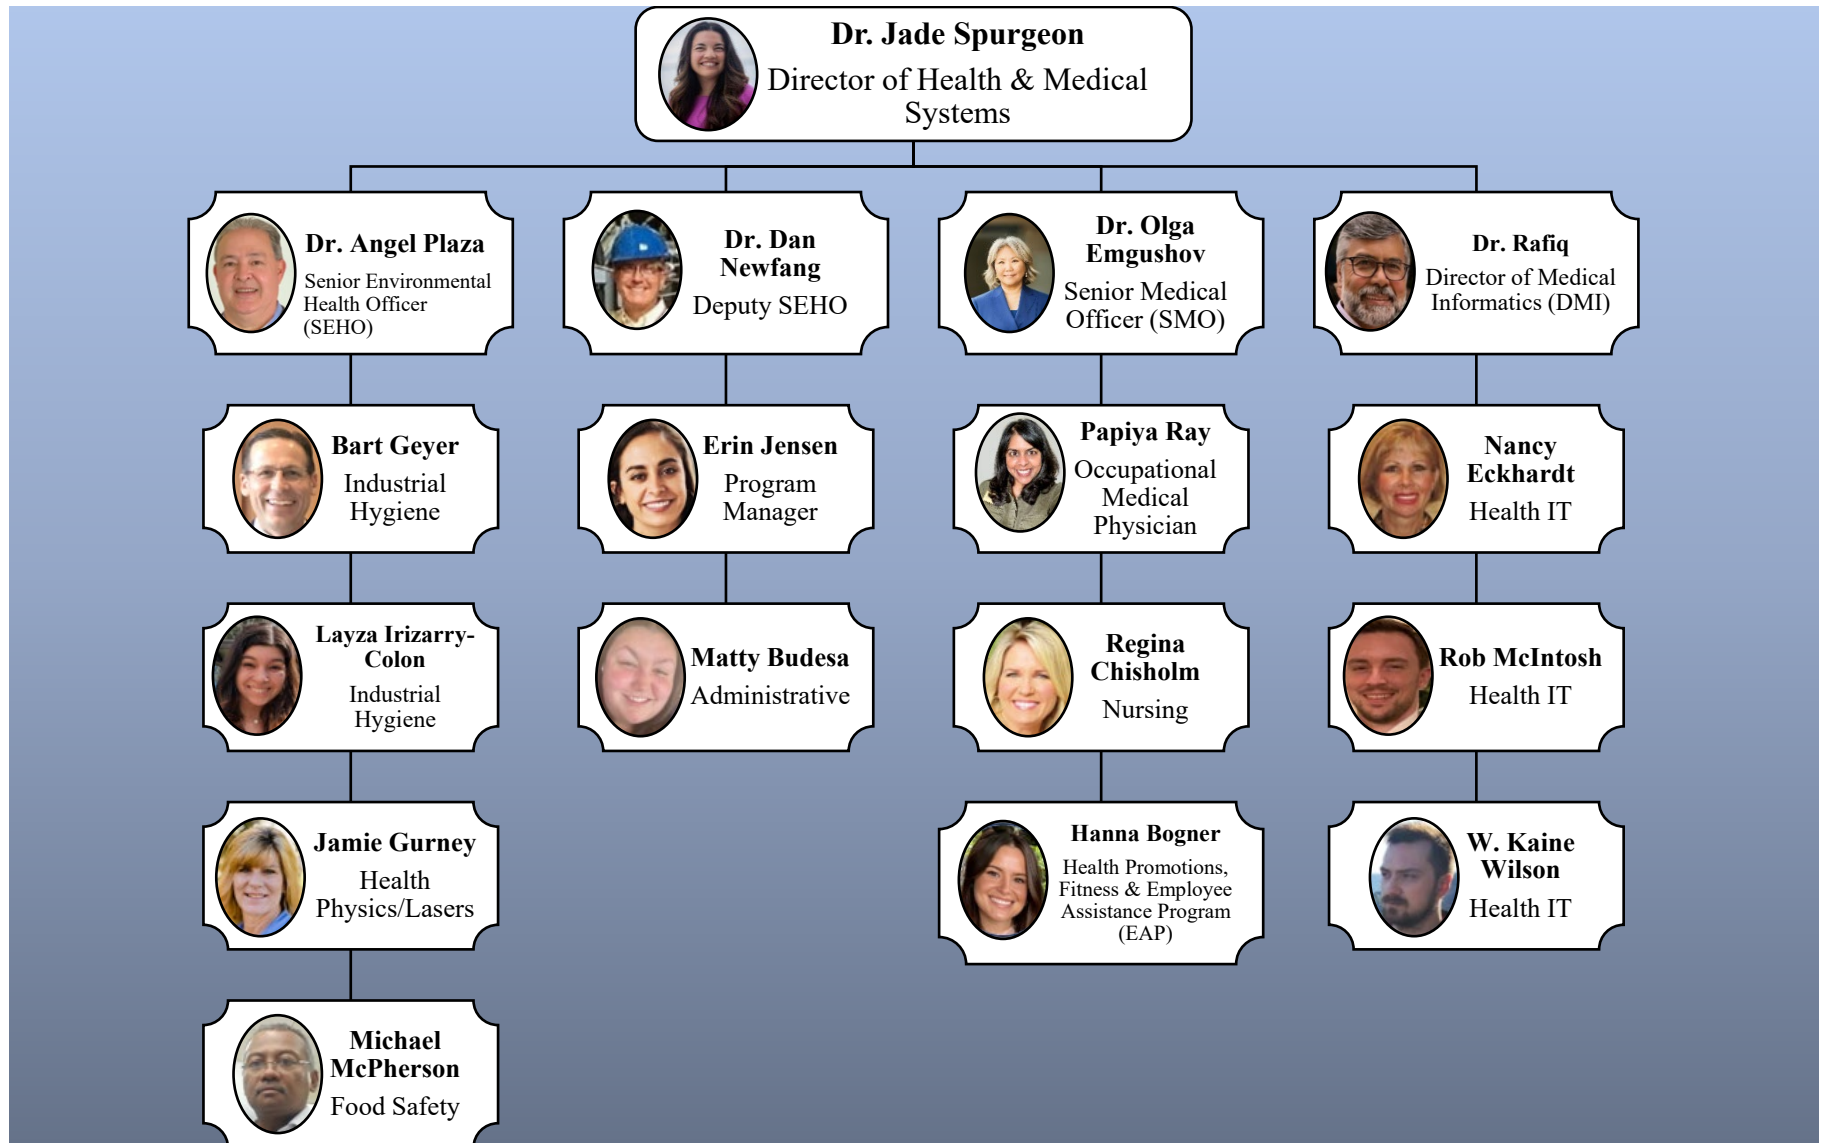 Dr. Jade Spurgeon
Director of Health & Medical
Systems
Dr. Angel Plaza
Senior Environmental
Health Officer
(SEHO)
Dr. Dan
Newfang
Deputy SEHO
Dr. Olga
Emgushov
Senior Medical
Officer (SMO)
Dr. Rafiq
Director of Medical
Informatics (DMI)
Bart Geyer
Industrial
Hygiene
Erin Jensen
Program
Manager
Papiya Ray
Occupational
Medical
Physician
Nancy
Eckhardt
Health IT
Layza Irizarry-
Colon
Industrial
Hygiene
Matty Budesa
Administrative
Regina
Chisholm
Nursing
Rob McIntosh
Health IT
Jamie Gurney
Health
Physics/Lasers
Hanna Bogner
Health Promotions,
Fitness & Employee
Assistance Program
(EAP)
W. Kaine
Wilson
Health IT
Michael
McPherson
Food Safety